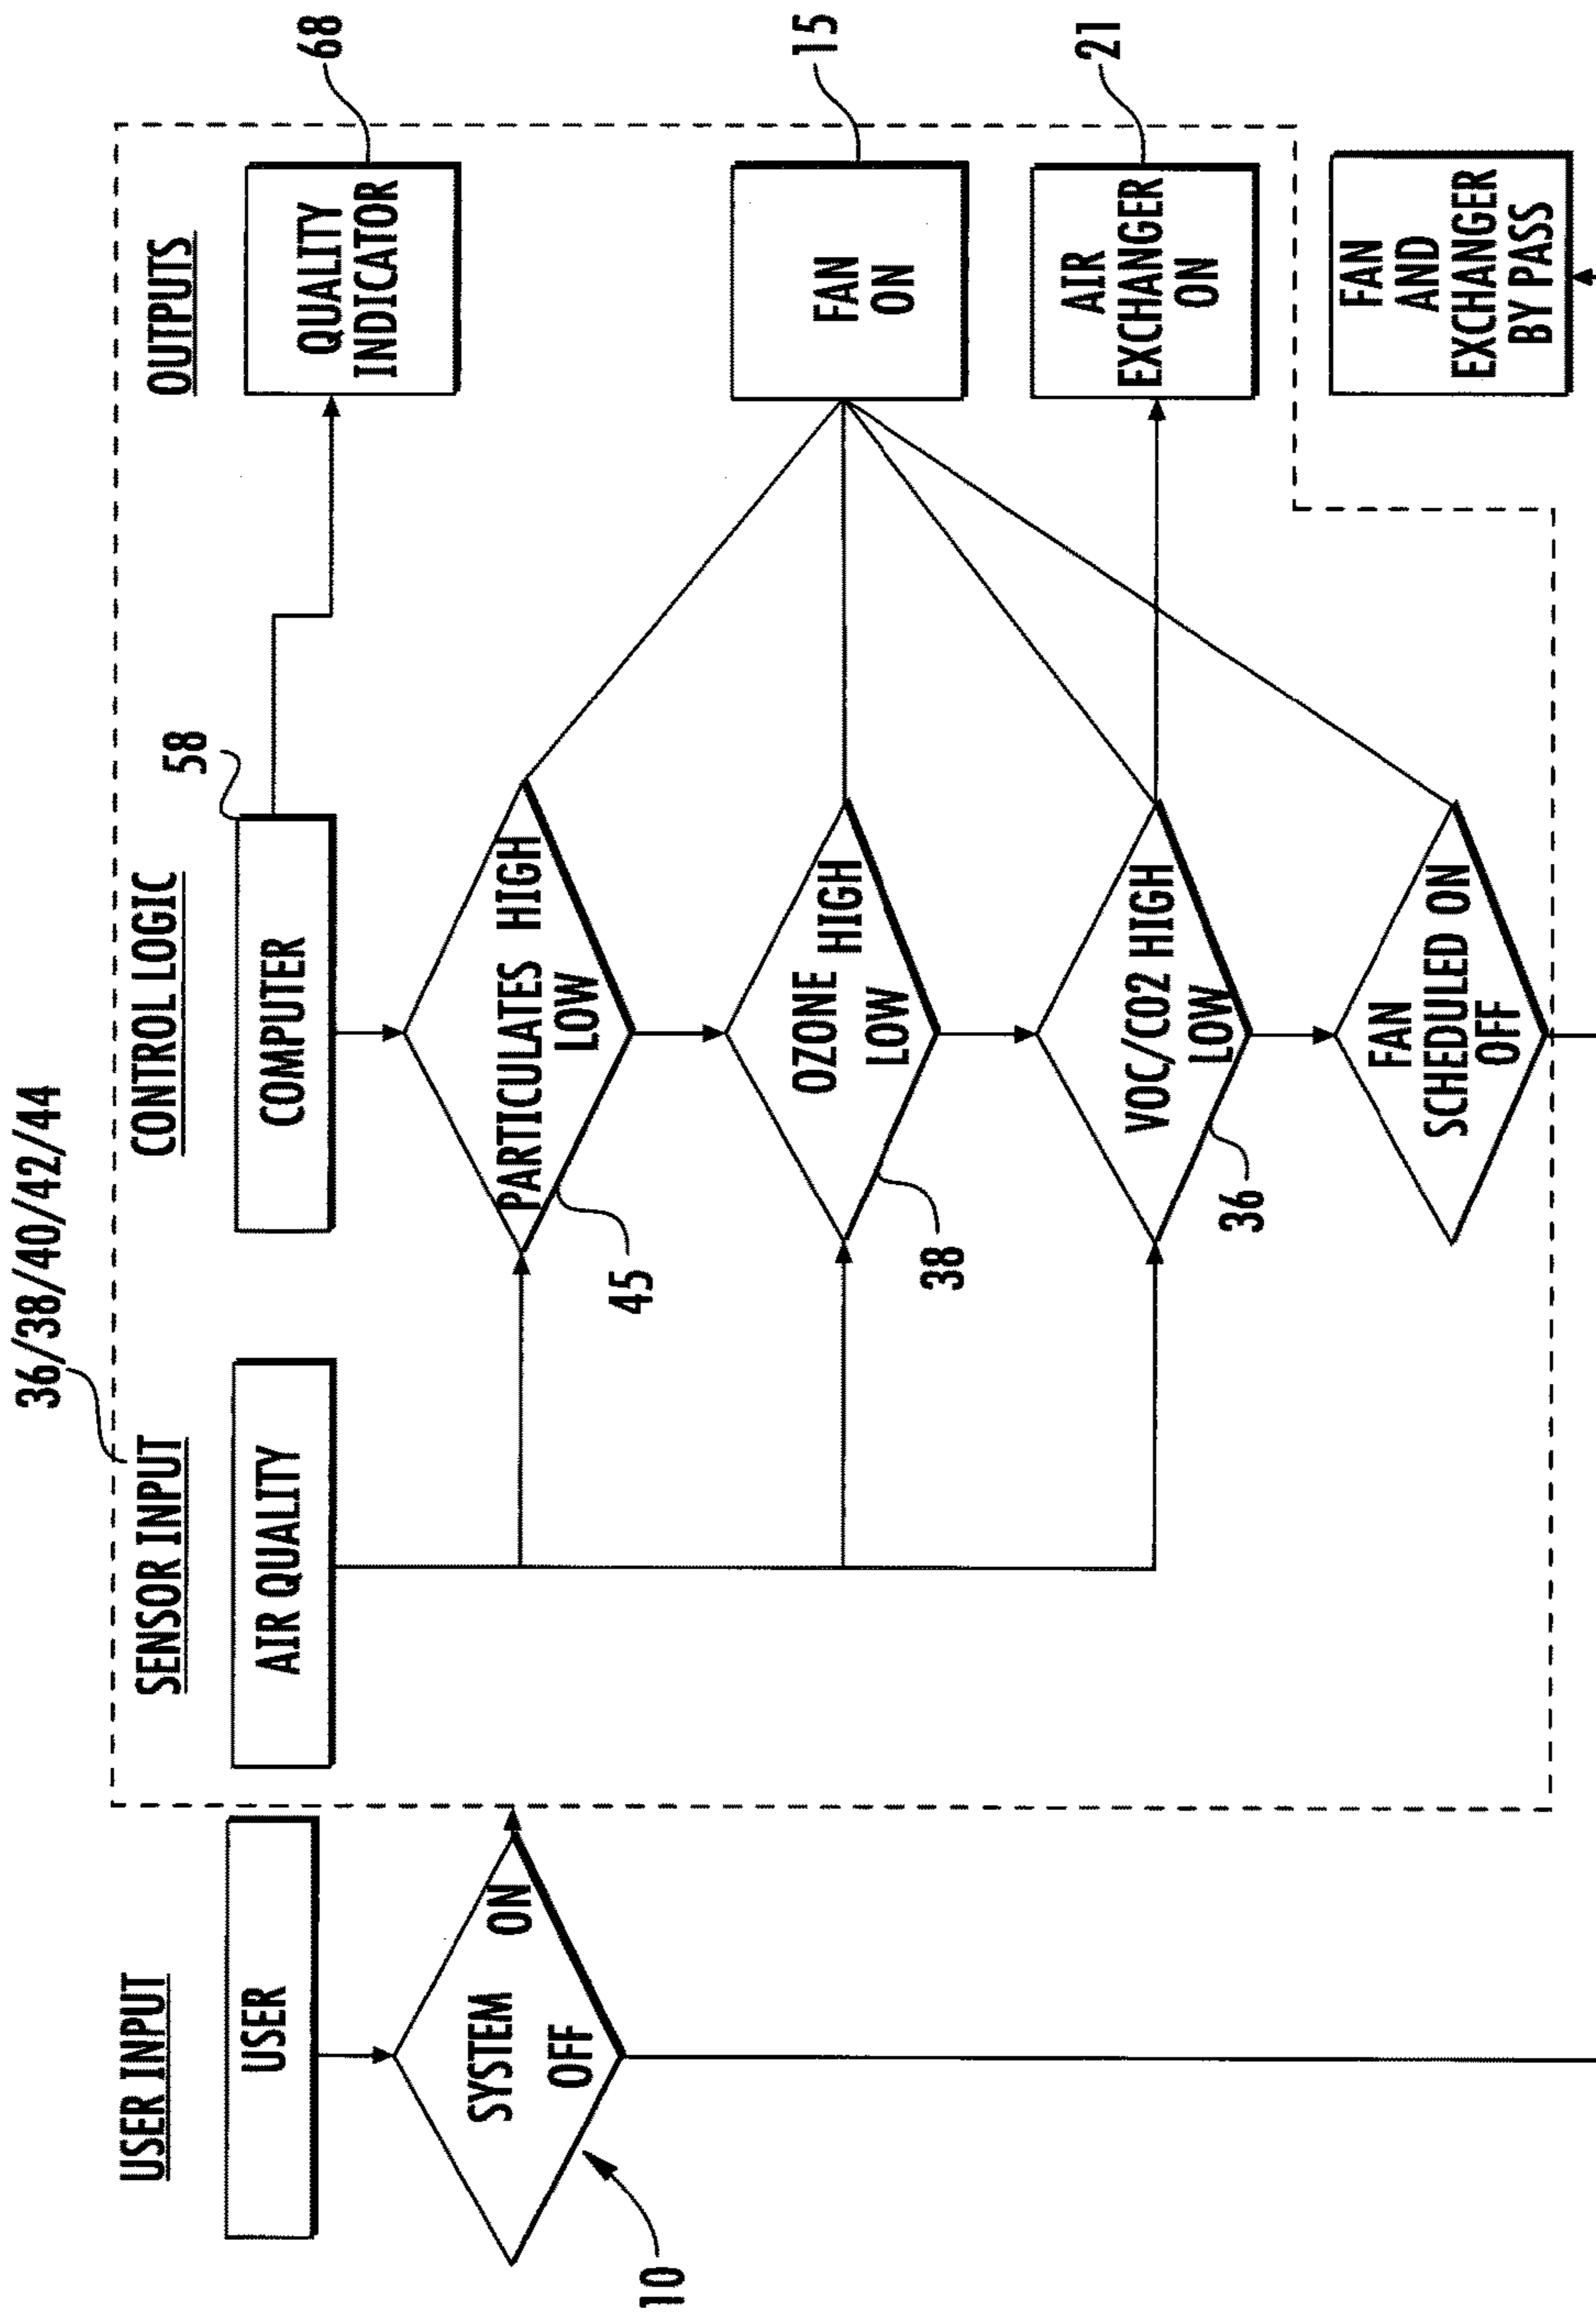 36/38/40/42/44
USER INPUT
SENSOR INPUT
CONTROL LOGIC
OUTPUTS
58
68
USER
AIR QUALITY
COMPUTER
QUALITY
INDICATOR
SYSTEM ON
OFF
10
PARTICULATES HIGH
LOW
45
OZONE HIGH
LOW
38
FAN
ON
15
VOC/CO2 HIGH
LOW
36
AIR
EXCHANGER
ON
21
FAN
SCHEDULED ON
OFF
FAN
AND
EXCHANGER
BY PASS